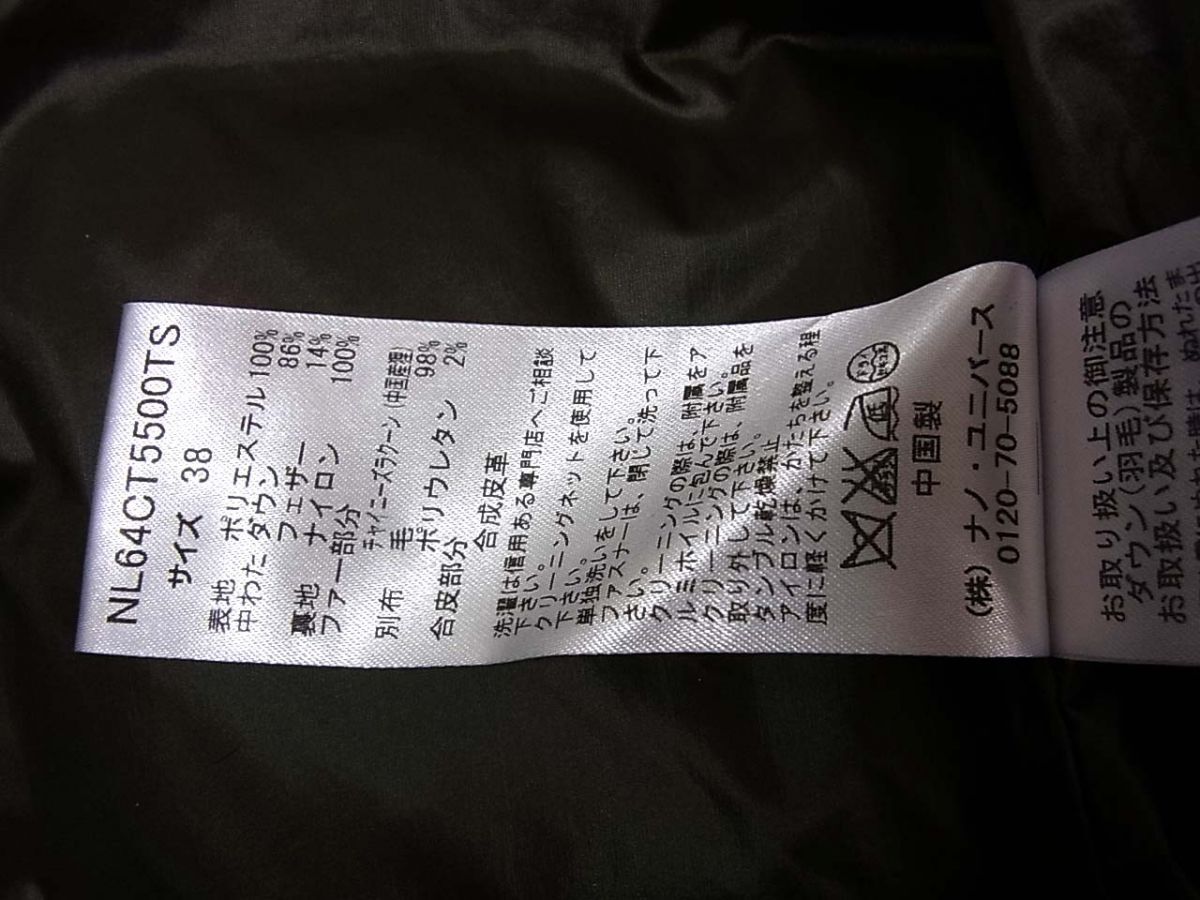 NL64CT5500TS
サイズ 38
表地 ポリエステル 100%
中わた ダウン 86%
フェザー 14%
裏地 ナイロン 100%
ファー部分
チャイニーズラクーン(中国産狸)
別布 毛 98%
ポリウレタン 2%
合皮部分
合成皮革
洗濯は信用ある専門店へご相談
下さい。
クリーニングネットを使用して
下さい。
単独洗いをして下さい。
ファスナーは、閉じて洗って下
さい。
クリーニングの際は、附属をア
ルミホイルに包んで下さい。
クリーニングの際は、附属品を
取り外して下さい。
タンブル乾燥禁止
アイロンは、かたちを整える程
度に軽くかけて下さい。
低
中国製
(株)ナノ・ユニバース
0120-70-5088
お取り扱い上の御注意
ダウン(羽毛)製品の
お取扱い及び保存方法